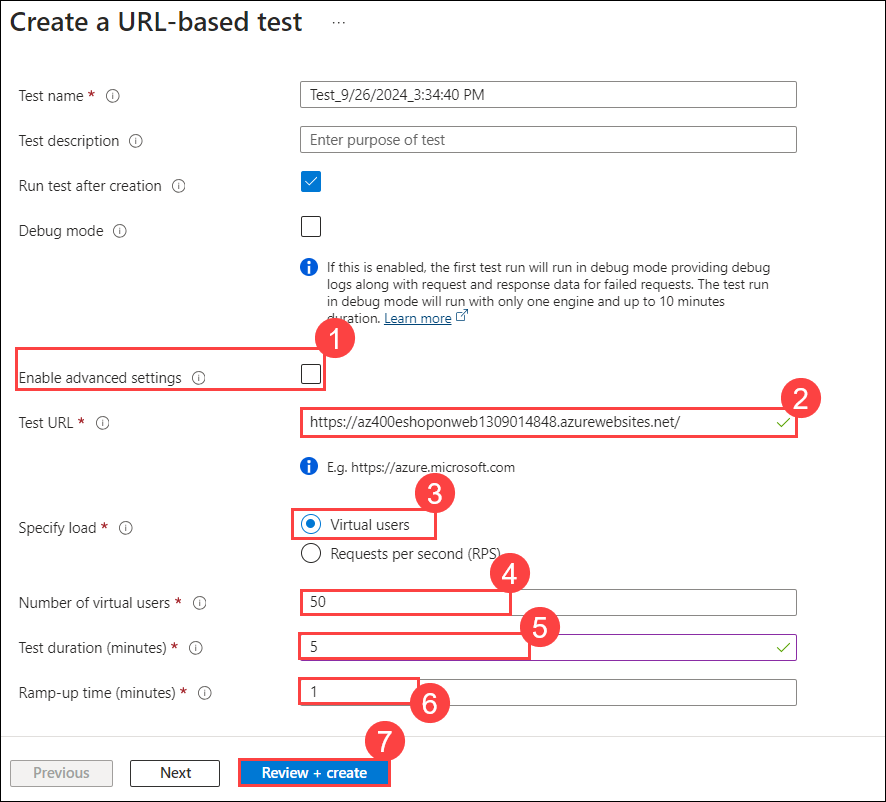 Create a URL-based test ...
Test name *
Test_9/26/2024_3:34:40 PM
Test description
Enter purpose of test
Run test after creation
Debug mode
If this is enabled, the first test run will run in debug mode providing debug
logs along with request and response data for failed requests. The test run
in debug mode will run with only one engine and up to 10 minutes
duration. Learn more
1
Enable advanced settings
2
Test URL *
https://az400eshoponweb1309014848.azurewebsites.net/
E.g. https://azure.microsoft.com
3
Specify load *
Virtual users
Requests per second (RPS)
4
Number of virtual users *
50
5
Test duration (minutes) *
5
Ramp-up time (minutes) *
1
6
7
Previous
Next
Review + create